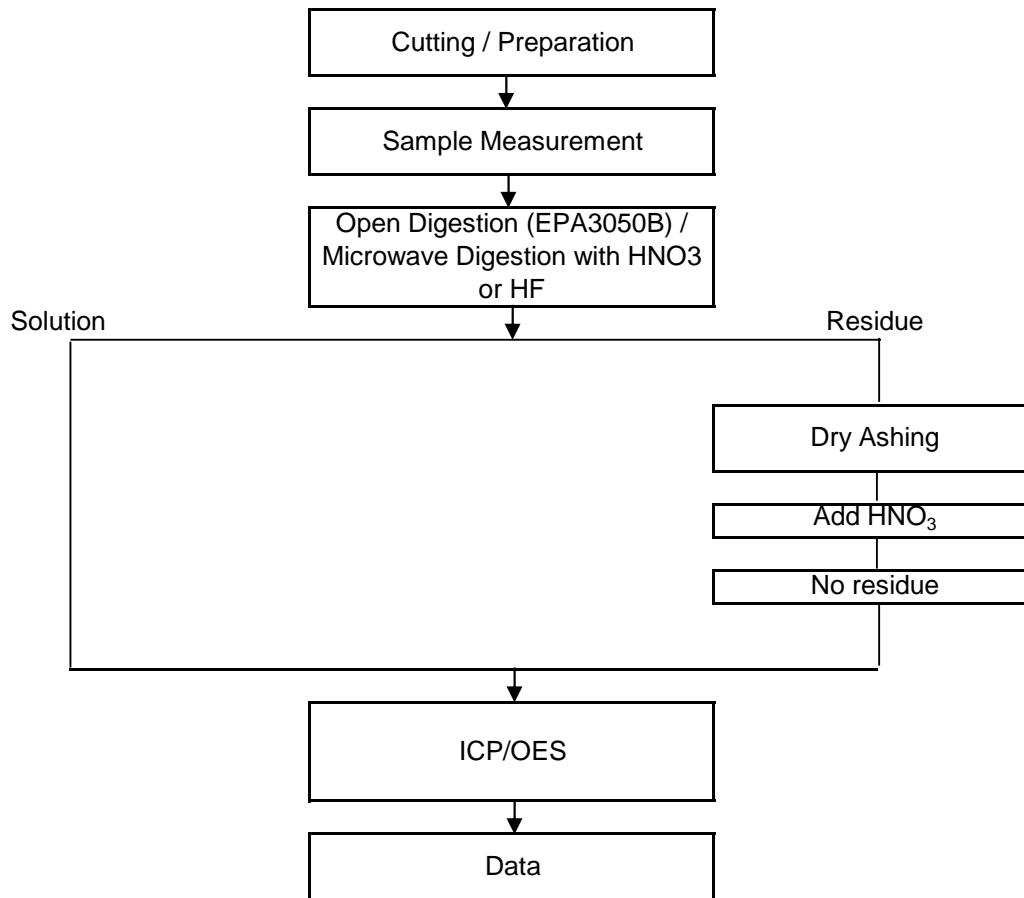 Cutting / Preparation
Sample Measurement
Open Digestion (EPA3050B) /
Microwave Digestion with HNO3
or HF
Solution
Residue
Dry Ashing
Add HNO₃
No residue
ICP/OES
Data